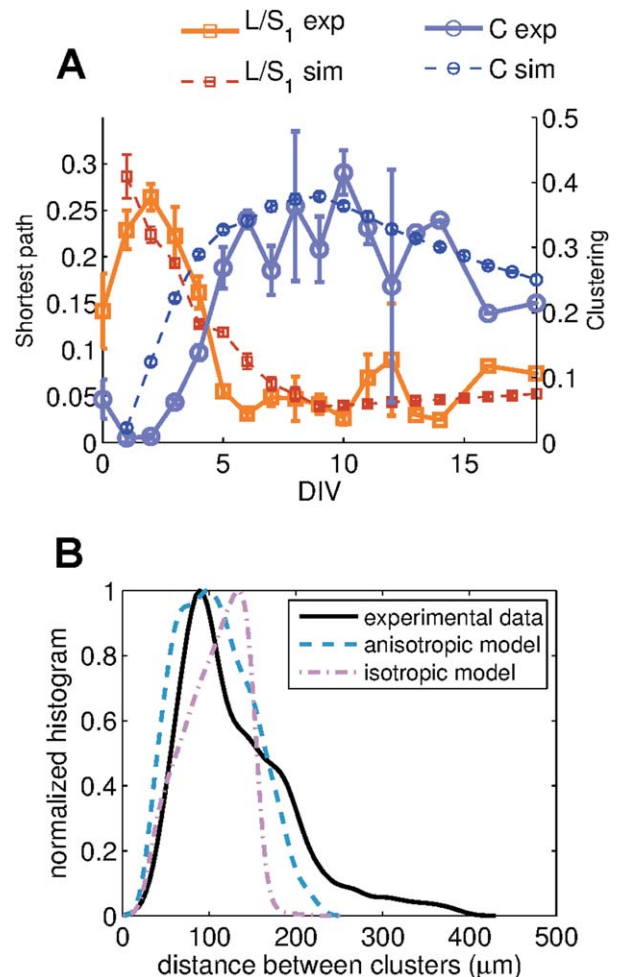 L/S1 exp
C exp
L/S1 sim
C sim
A
0.3
0.25
0.2
0.15
0.1
0.05
0
Shortest path
0.5
0.4
0.3
0.2
0.1
0
Clustering
0 5 10 15
DIV
B
1
0.8
0.6
0.4
0.2
0
normalized histogram
experimental data
anisotropic model
isotropic model
0 100 200 300 400 500
distance between clusters (μm)